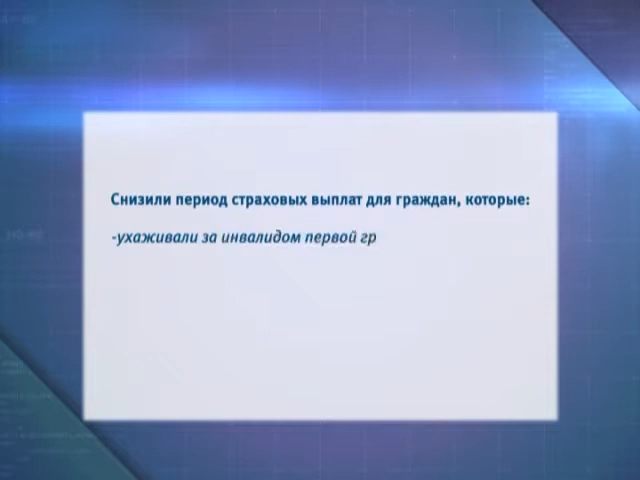 Снизили период страховых выплат для граждан, которые:
-ухаживали за инвалидом первой гр